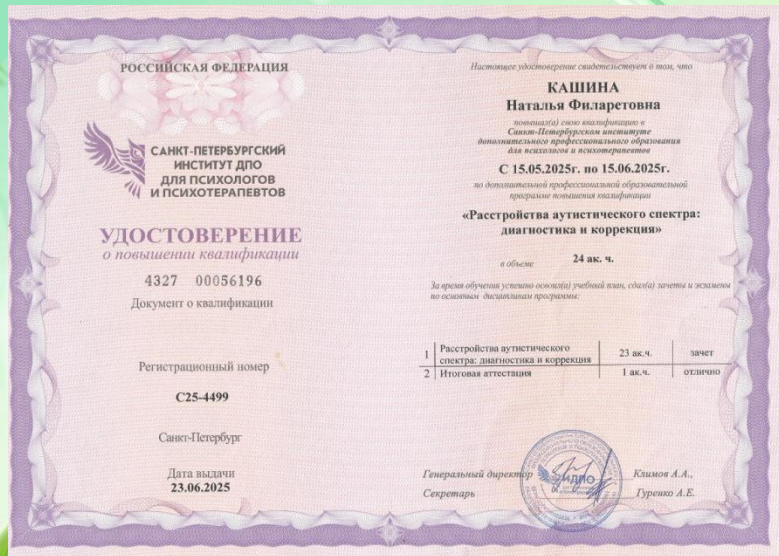 РОССИЙСКАЯ ФЕДЕРАЦИЯ
САНКТ-ПЕТЕРБУРГСКИЙ
ИНСТИТУТ ДПО
ДЛЯ ПСИХОЛОГОВ
И ПСИХОТЕРАПЕВТОВ
УДОСТОВЕРЕНИЕ
о повышении квалификации
4327 00056196
Документ о квалификации
Регистрационный номер
С25-4499
Санкт-Петербург
Дата выдачи
23.06.2025
Настоящее удостоверение свидетельствует о том, что
КАШИНА
Наталья Филаретовна
повышал(а) свою квалификацию в
Санкт-Петербургском институте
дополнительного профессионального образования
для психологов и психотерапевтов
С 15.05.2025г. по 15.06.2025г.
по дополнительной профессиональной образовательной
программе повышения квалификации
«Расстройства аутистического спектра:
диагностика и коррекция»
в объеме 24 ак. ч.
За время обучения успешно освоил(а) учебный план, сдал(а) зачеты и экзамены
по основным дисциплинам программы:
1 Расстройства аутистического спектра: диагностика и коррекция 23 ак.ч. зачет
2 Итоговая аттестация 1 ак.ч. отлично
Генеральный директор Климов А.А.,
Секретарь Гуренко А.Е.
ИДПО